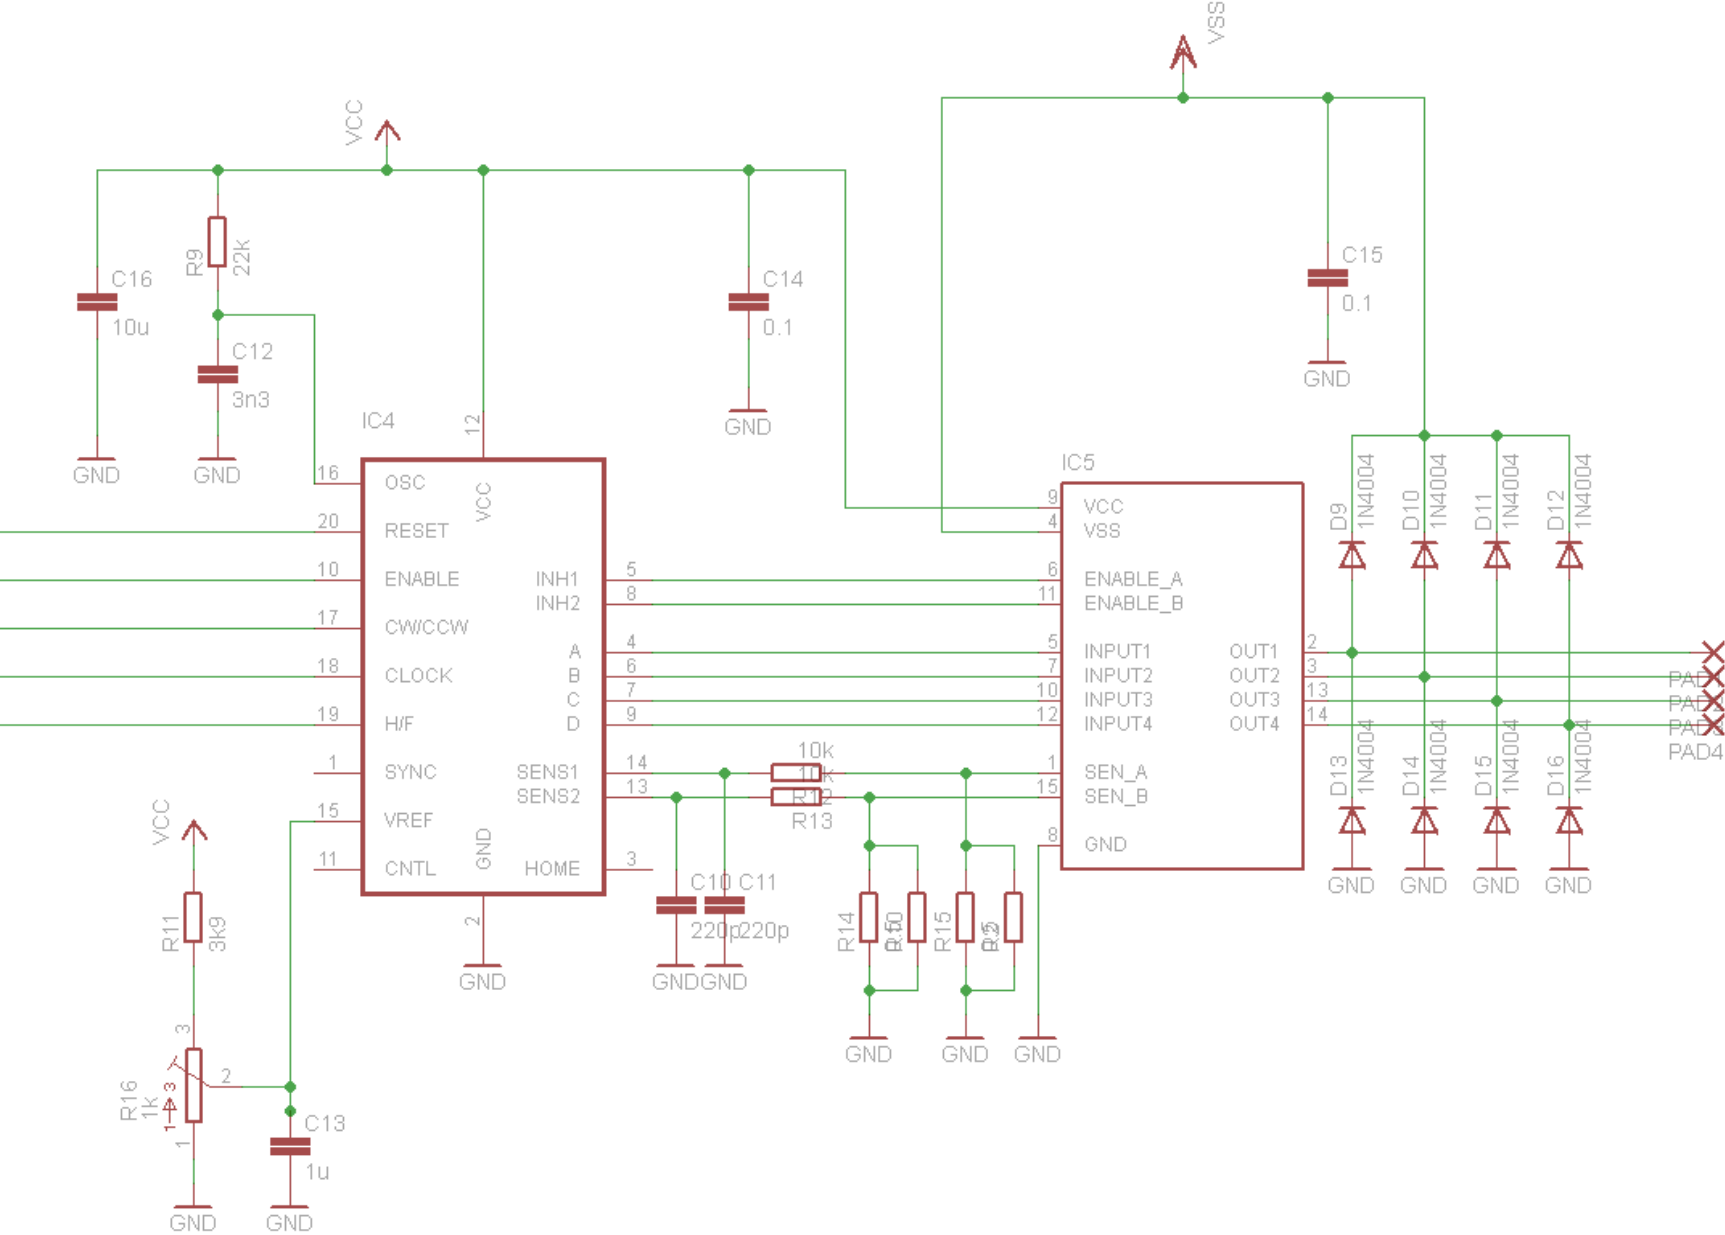 VSS
VCC
R9
22k
C16
10u
C12
3n3
C14
0.1
C15
0.1
GND
GND
GND
GND
IC4
12
16
OSC
VCC
20
RESET
10
ENABLE
17
CW/CCW
18
CLOCK
19
H/F
1
SYNC
15
VREF
11
CNTL
GND
2
GND
INH1
5
INH2
8
A
4
B
6
C
7
D
9
SENS1
14
SENS2
13
HOME
3
IC5
9
VCC
4
VSS
6
ENABLE_A
11
ENABLE_B
5
INPUT1
7
INPUT2
10
INPUT3
12
INPUT4
1
SEN_A
15
SEN_B
8
GND
OUT1
2
OUT2
3
OUT3
13
OUT4
14
D9
1N4004
D10
1N4004
D11
1N4004
D12
1N4004
D13
1N4004
D14
1N4004
D15
1N4004
D16
1N4004
GND
GND
GND
GND
PAD4
10k
10k
R12
R13
C10
C11
220p
220p
GND
GND
R14
R15
GND
GND
GND
VCC
R11
3k9
3
R16
1k
1
3
2
1
C13
1u
GND
GND